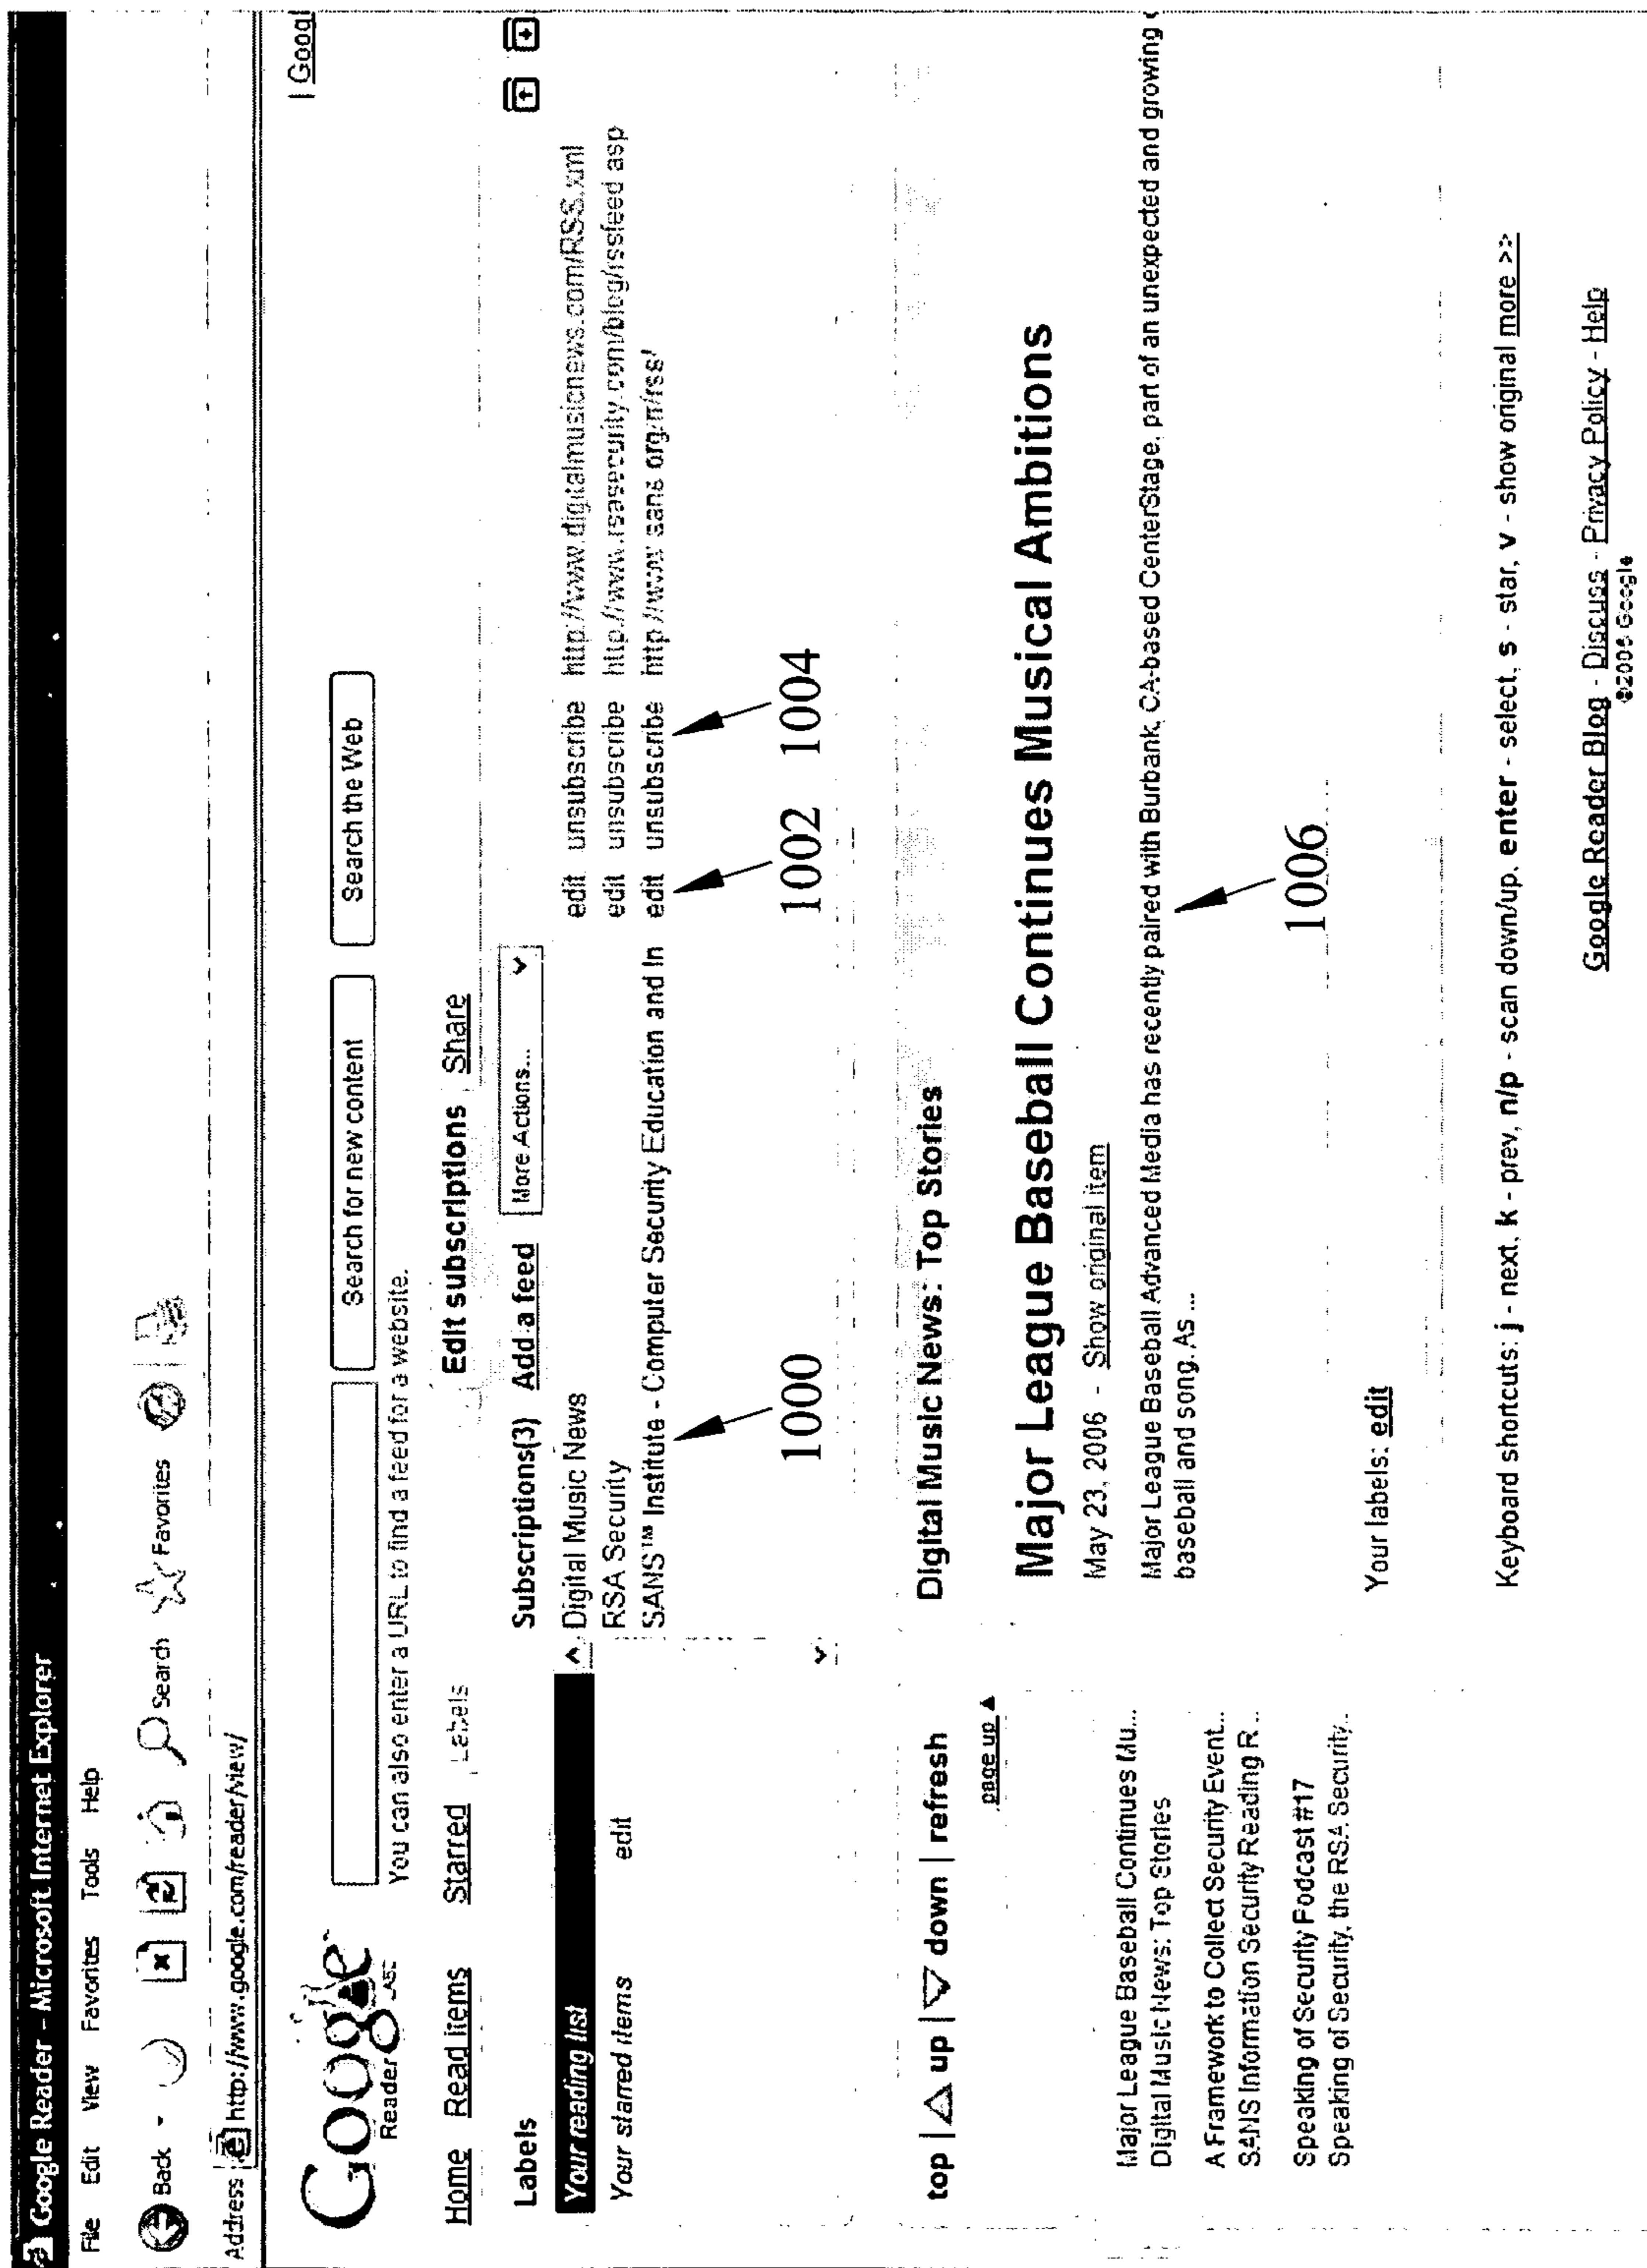 Google Reader - Microsoft Internet Explorer
File Edit View Favorites Tools Help
Back Search Favorites
Address http://www.google.com/reader/view/
| Googl
Google
Reader LABS
Search for new content Search the Web
You can also enter a URL to find a feed for a website.
Home Read items Starred Labels Edit subscriptions Share
Labels
Your reading list
Your starred items edit
Subscriptions(3) Add a feed More Actions...
Digital Music News edit unsubscribe http://www.digitalmusicnews.com/RSS.xml
RSA Security edit unsubscribe http://www.rsasecurity.com/blog/rssfeed asp
SANS™ Institute - Computer Security Education and In edit unsubscribe
1000 1002 1004
top | △ up | ▽ down | refresh
page up ▲
Major League Baseball Continues Mu...
Digital Music News: Top Stories
A Framework to Collect Security Event...
SANS Information Security Reading R...
Speaking of Security Podcast #17
Speaking of Security, the RSA Security...
Digital Music News: Top Stories
Major League Baseball Continues Musical Ambitions
May 23, 2006 - Show original item
Major League Baseball Advanced Media has recently paired with Burbank, CA-based CenterStage, part of an unexpected and growing
baseball and song. As ...
1006
Your labels: edit
Keyboard shortcuts: j - next, k - prev, n/p - scan down/up, enter - select, s - star, v - show original more >>
Google Reader Blog - Discuss - Privacy Policy - Help
Google